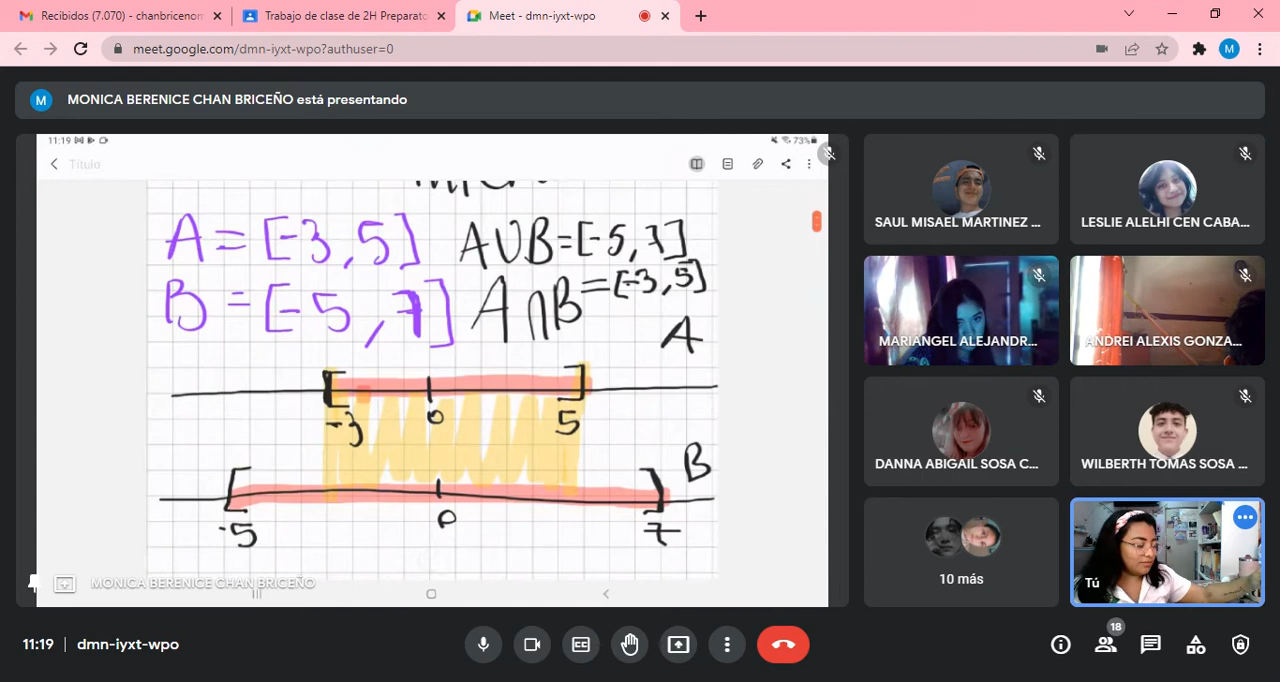 Recibidos (7.070) - chanbricenom
Trabajo de clase de 2H Preparato
Meet - dmn-iyxt-wpo
meet.google.com/dmn-iyxt-wpo?authuser=0
M
M MONICA BERENICE CHAN BRICEÑO está presentando
11:19
73%
Título
A = [-3, 5] A∪B=[-5, 7]
B = [-5, 7] A∩B=[-3, 5]
A
-3 0 5
B
-5 0 7
MONICA BERENICE CHAN BRICEÑO
SAUL MISAEL MARTINEZ ...
LESLIE ALELHI CEN CABA...
MARIANGEL ALEJANDR...
ANDREI ALEXIS GONZA...
DANNA ABIGAIL SOSA C...
WILBERTH TOMAS SOSA ...
10 más
Tú
11:19 | dmn-iyxt-wpo
CC
18